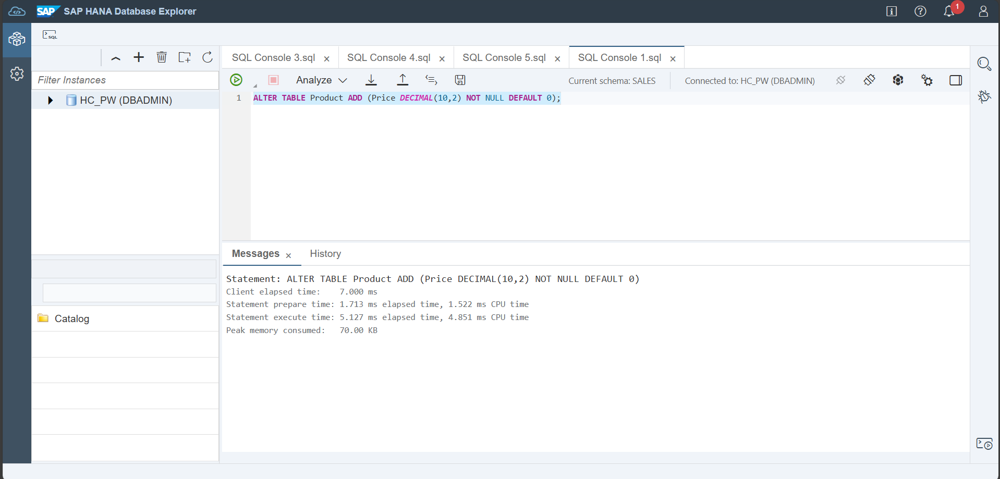 SAP SAP HANA Database Explorer
1
SQL
SQL Console 3.sql
SQL Console 4.sql
SQL Console 5.sql
SQL Console 1.sql
Filter Instances
HC_PW (DBADMIN)
Analyze
Current schema: SALES
Connected to: HC_PW (DBADMIN)
1 ALTER TABLE Product ADD (Price DECIMAL(10,2) NOT NULL DEFAULT 0);
Messages
History
Statement: ALTER TABLE Product ADD (Price DECIMAL(10,2) NOT NULL DEFAULT 0)
Client elapsed time: 7.000 ms
Statement prepare time: 1.713 ms elapsed time, 1.522 ms CPU time
Statement execute time: 5.127 ms elapsed time, 4.851 ms CPU time
Peak memory consumed: 70.00 KB
Catalog